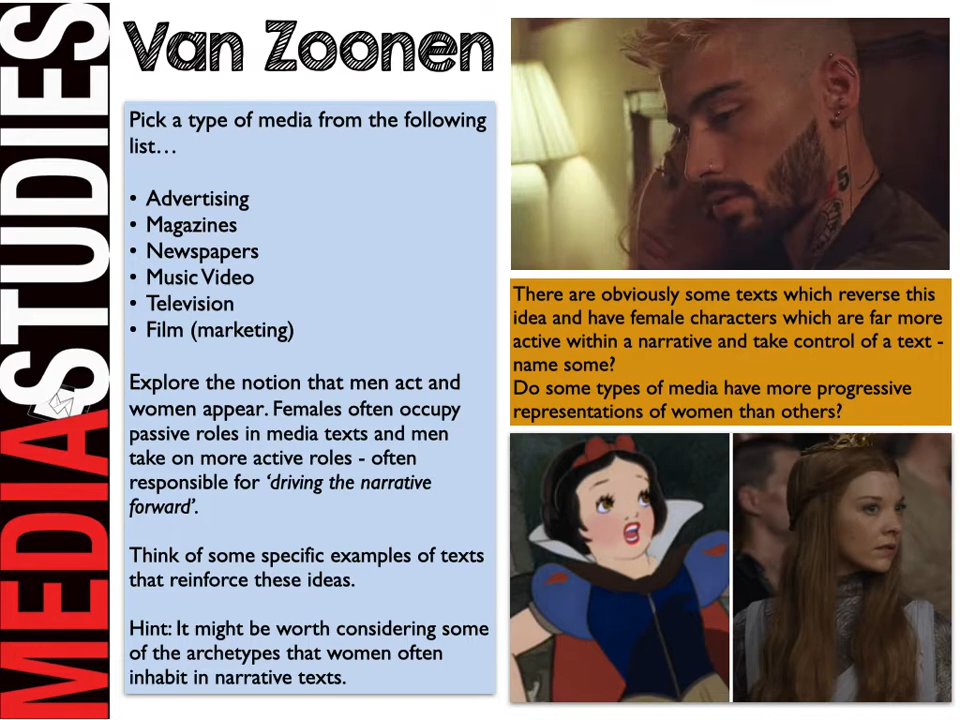 MEDIA STUDIES
Van Zoonen
Pick a type of media from the following
list…
• Advertising
• Magazines
• Newspapers
• Music Video
• Television
• Film (marketing)
Explore the notion that men act and
women appear. Females often occupy
passive roles in media texts and men
take on more active roles - often
responsible for ‘driving the narrative
forward’.
Think of some specific examples of texts
that reinforce these ideas.
Hint: It might be worth considering some
of the archetypes that women often
inhabit in narrative texts.
There are obviously some texts which reverse this
idea and have female characters which are far more
active within a narrative and take control of a text -
name some?
Do some types of media have more progressive
representations of women than others?